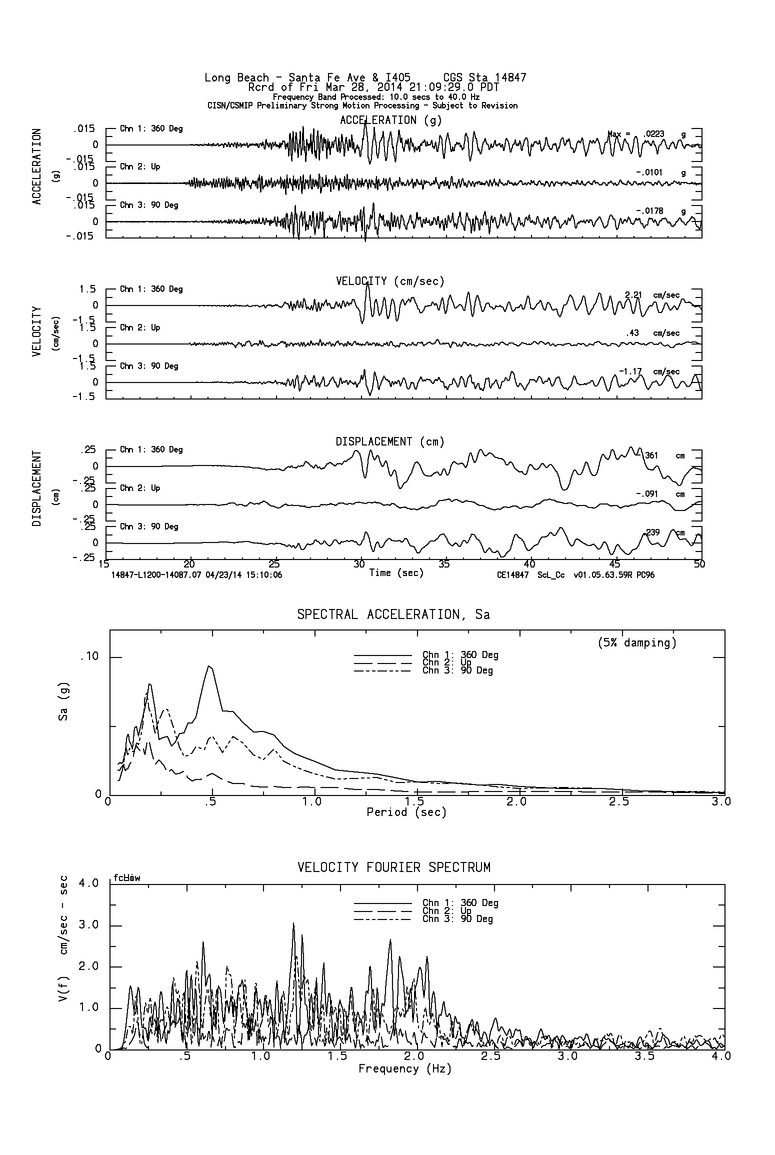 Long Beach - Santa Fe Ave & I405 CGS Sta 14847
Rcrd of Fri Mar 28, 2014 21:09:29.0 PDT
Frequency Band Processed: 10.0 secs to 40.0 Hz
CISN/CSMIP Preliminary Strong Motion Processing - Subject to Revision
ACCELERATION (g)
ACCELERATION
(g)
.015 Chn 1: 360 Deg Max = .0223 g
0
-.015
.015 Chn 2: Up -.0101 g
0
-.015
.015 Chn 3: 90 Deg -.0178 g
0
-.015
VELOCITY (cm/sec)
VELOCITY
(cm/sec)
1.5 Chn 1: 360 Deg 2.21 cm/sec
0
-1.5
1.5 Chn 2: Up .43 cm/sec
0
-1.5
1.5 Chn 3: 90 Deg -1.17 cm/sec
0
-1.5
DISPLACEMENT (cm)
DISPLACEMENT
(cm)
.25 Chn 1: 360 Deg .361 cm
0
-.25
.25 Chn 2: Up -.091 cm
0
-.25
.25 Chn 3: 90 Deg .239 cm
0
-.25
15 20 25 30 35 40 45 50
Time (sec)
14847-L1200-14087.07 04/23/14 15:10:06 CE14847 ScL_Cc v01.05.63.59R PC96
SPECTRAL ACCELERATION, Sa
(5% damping)
Chn 1: 360 Deg
Chn 2: Up
Chn 3: 90 Deg
Sa (g)
.10
0
0 .5 1.0 1.5 2.0 2.5 3.0
Period (sec)
VELOCITY FOURIER SPECTRUM
Chn 1: 360 Deg
Chn 2: Up
Chn 3: 90 Deg
V(f) cm/sec - sec
4.0
3.0
2.0
1.0
0
0 .5 1.0 1.5 2.0 2.5 3.0 3.5 4.0
Frequency (Hz)